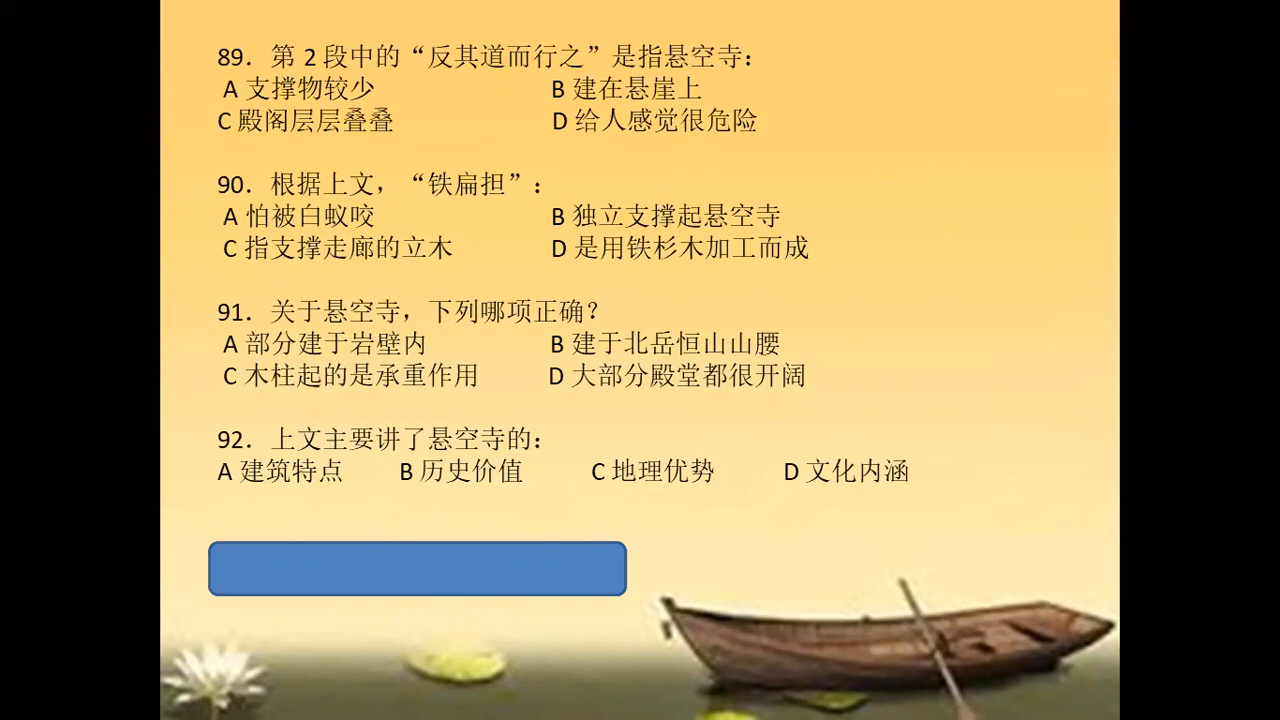 89．第 2 段中的“反其道而行之”是指悬空寺：
A 支撑物较少 B 建在悬崖上
C 殿阁层层叠叠 D 给人感觉很危险
90．根据上文，“铁扁担”：
A 怕被白蚁咬 B 独立支撑起悬空寺
C 指支撑走廊的立木 D 是用铁杉木加工而成
91．关于悬空寺，下列哪项正确？
A 部分建于岩壁内 B 建于北岳恒山山腰
C 木柱起的是承重作用 D 大部分殿堂都很开阔
92．上文主要讲了悬空寺的：
A 建筑特点 B 历史价值 C 地理优势 D 文化内涵